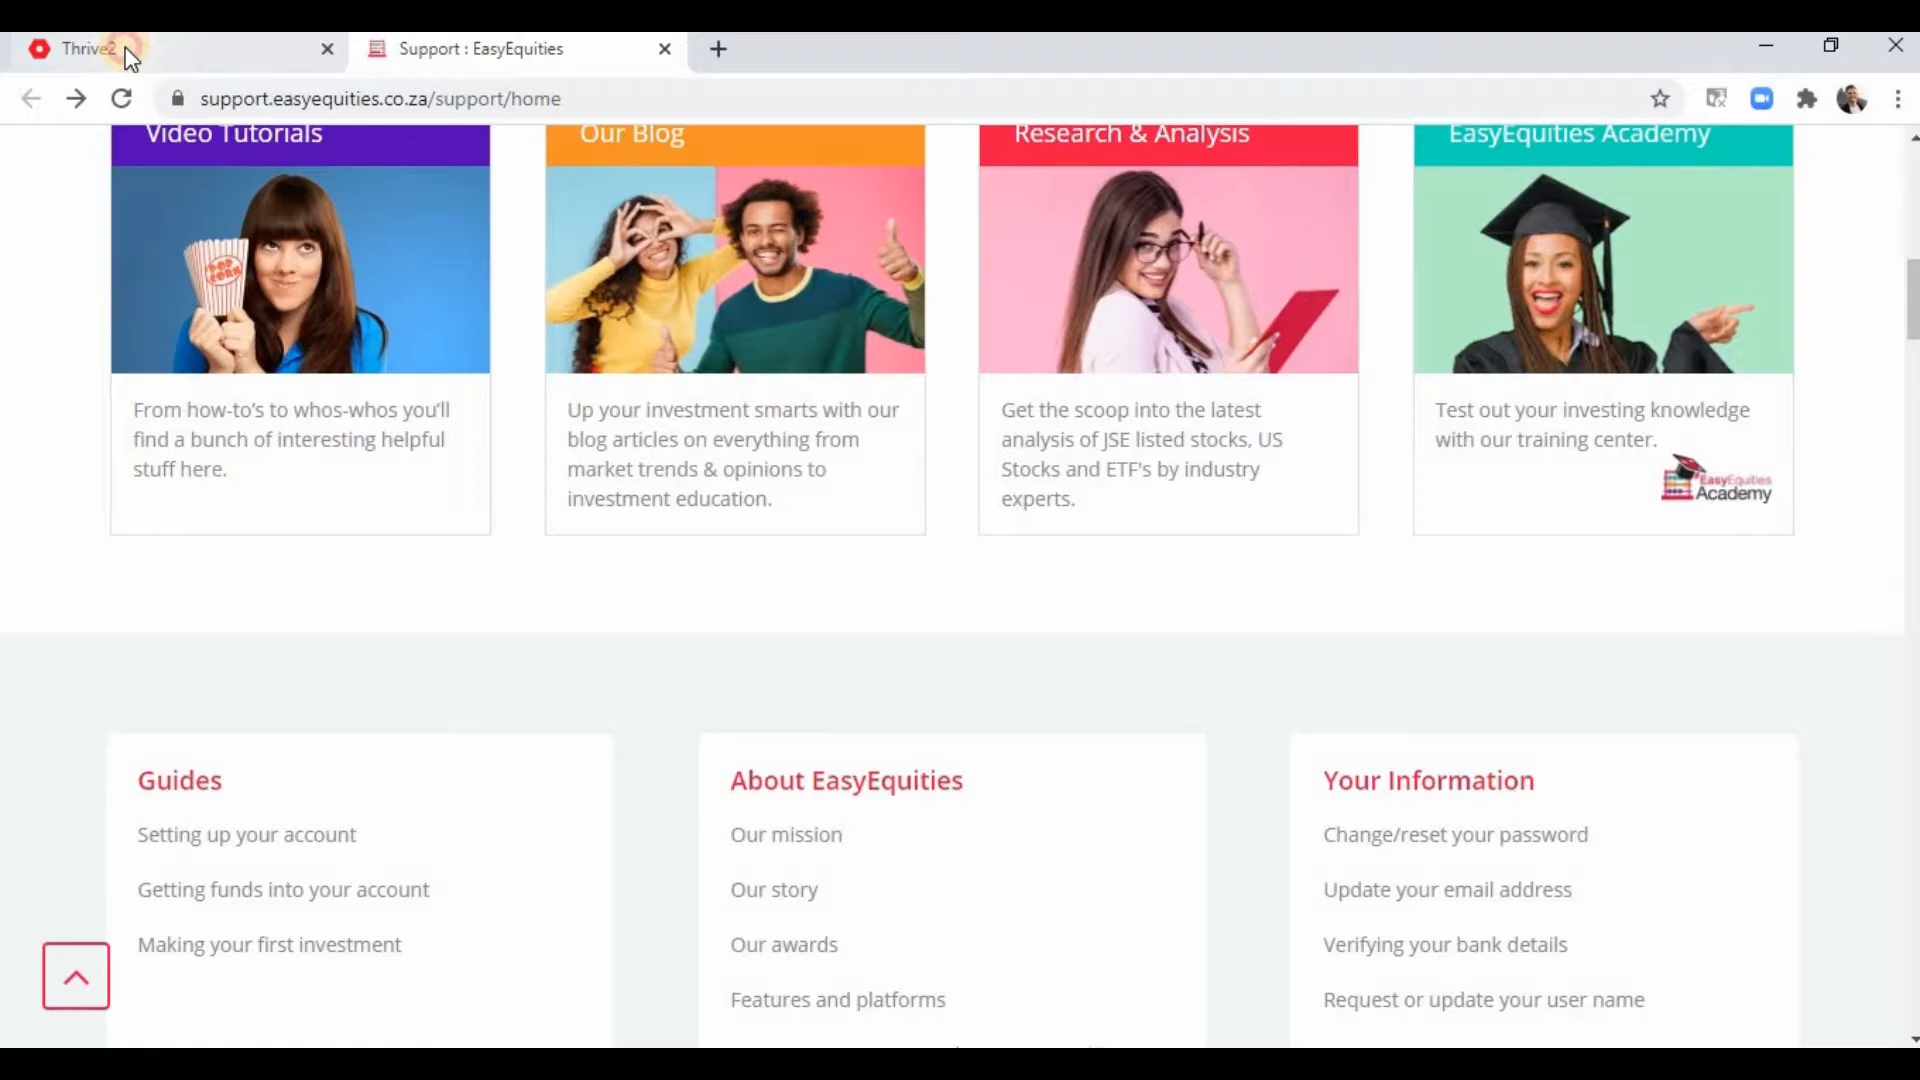 Thrive2
Support : EasyEquities
support.easyequities.co.za/support/home
Video Tutorials
Our Blog
Research & Analysis
EasyEquities Academy
POP
CORN
From how-to's to whos-whos you'll
find a bunch of interesting helpful
stuff here.
Up your investment smarts with our
blog articles on everything from
market trends & opinions to
investment education.
Get the scoop into the latest
analysis of JSE listed stocks, US
Stocks and ETF's by industry
experts.
Test out your investing knowledge
with our training center.
EasyEquities
Academy
Guides
Setting up your account
Getting funds into your account
Making your first investment
About EasyEquities
Our mission
Our story
Our awards
Features and platforms
Your Information
Change/reset your password
Update your email address
Verifying your bank details
Request or update your user name